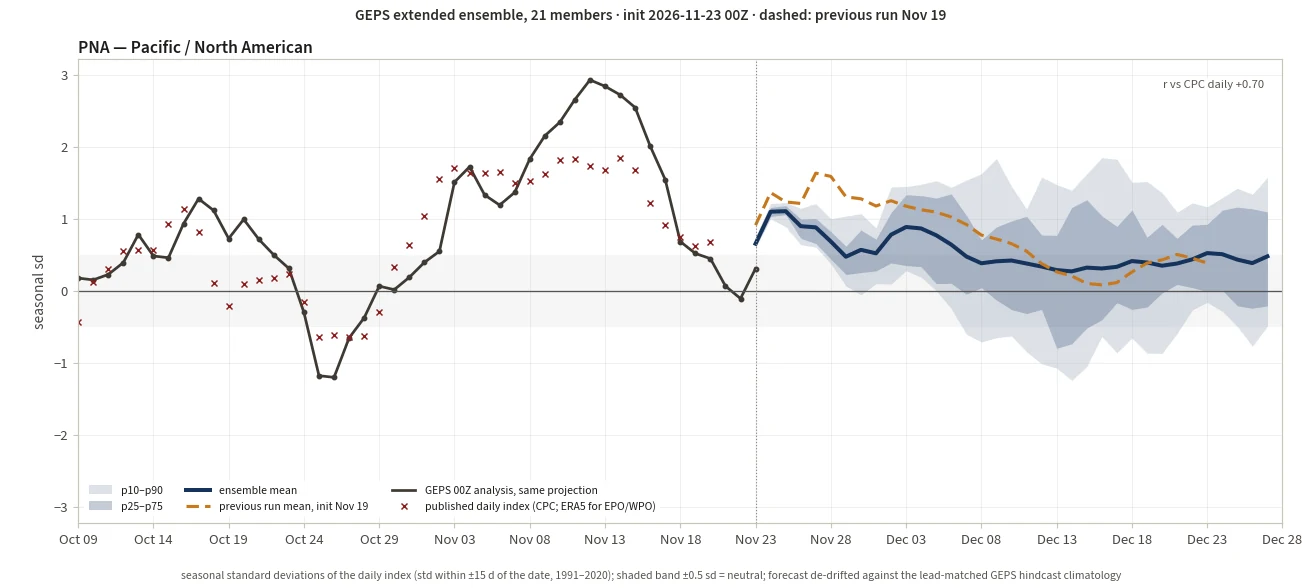 GEPS extended ensemble, 21 members · init 2026-11-23 00Z · dashed: previous run Nov 19
PNA — Pacific / North American
r vs CPC daily +0.70
seasonal sd
3
2
1
0
−1
−2
−3
p10–p90
p25–p75
ensemble mean
previous run mean, init Nov 19
GEPS 00Z analysis, same projection
published daily index (CPC; ERA5 for EPO/WPO)
Oct 09 Oct 14 Oct 19 Oct 24 Oct 29 Nov 03 Nov 08 Nov 13 Nov 18 Nov 23 Nov 28 Dec 03 Dec 08 Dec 13 Dec 18 Dec 23 Dec 28
seasonal standard deviations of the daily index (std within ±15 d of the date, 1991–2020); shaded band ±0.5 sd = neutral; forecast de-drifted against the lead-matched GEPS hindcast climatology